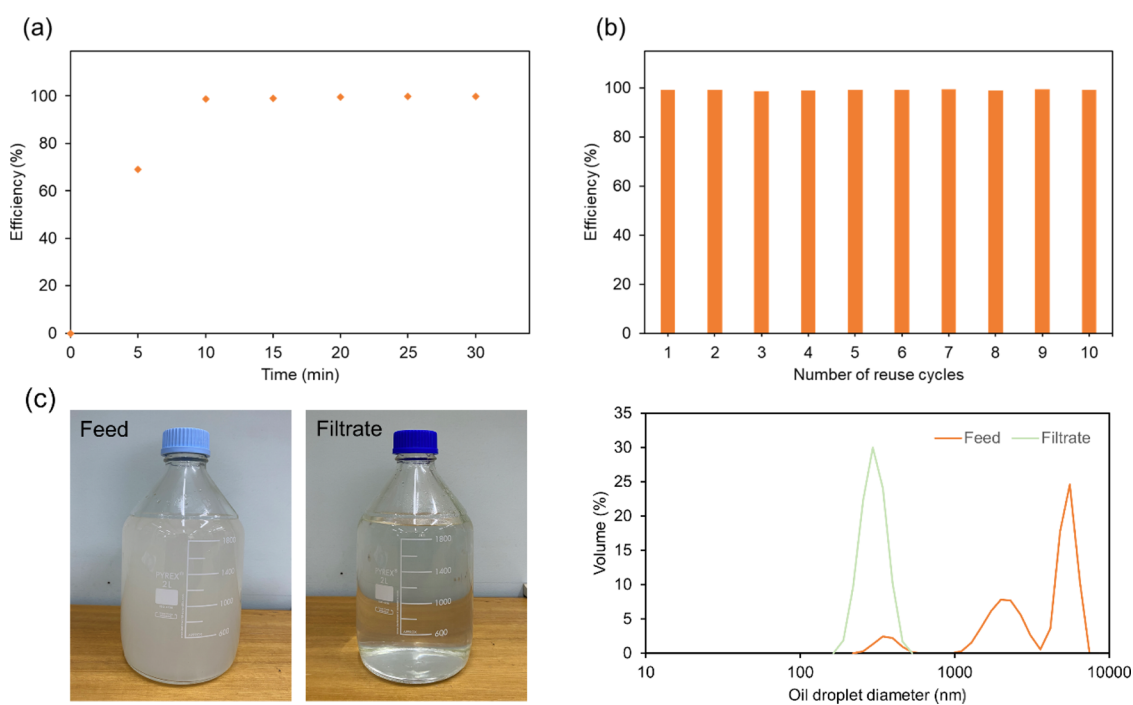 (a)
100
80
60
40
20
0
Efficiency (%)
0 5 10 15 20 25 30
Time (min)
(b)
100
80
60
40
20
0
Efficiency (%)
1 2 3 4 5 6 7 8 9 10
Number of reuse cycles
(c)
Feed
1800
PYREX®
2L
1400
1000
600
Filtrate
1800
PYREX®
2L
1400
1000
600
35
30
25
20
15
10
5
0
Volume (%)
Feed Filtrate
10 100 1000 10000
Oil droplet diameter (nm)